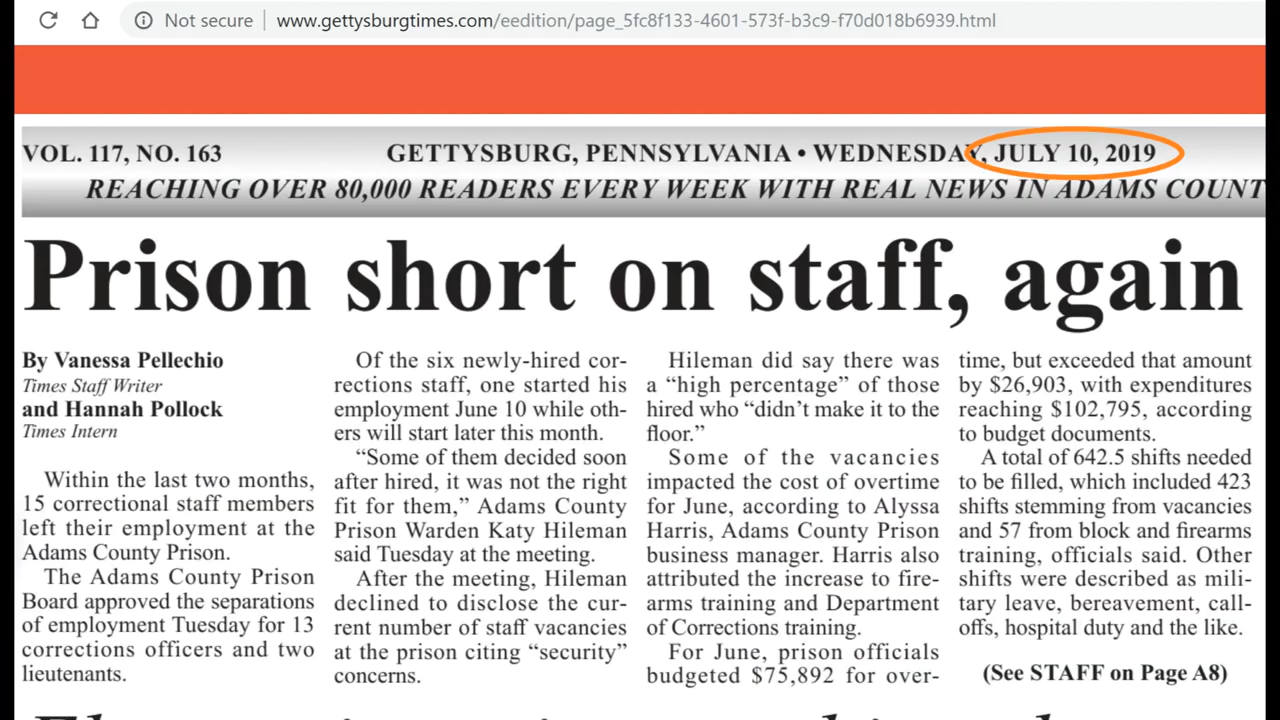 Not secure | www.gettysburgtimes.com/eedition/page_5fc8f133-4601-573f-b3c9-f70d018b6939.html
VOL. 117, NO. 163
GETTYSBURG, PENNSYLVANIA • WEDNESDAY, JULY 10, 2019
REACHING OVER 80,000 READERS EVERY WEEK WITH REAL NEWS IN ADAMS COUNT
Prison short on staff, again
By Vanessa Pellechio
Times Staff Writer
and Hannah Pollock
Times Intern
Within the last two months,
15 correctional staff members
left their employment at the
Adams County Prison.
The Adams County Prison
Board approved the separations
of employment Tuesday for 13
corrections officers and two
lieutenants.
Of the six newly-hired cor-
rections staff, one started his
employment June 10 while oth-
ers will start later this month.
“Some of them decided soon
after hired, it was not the right
fit for them,” Adams County
Prison Warden Katy Hileman
said Tuesday at the meeting.
After the meeting, Hileman
declined to disclose the cur-
rent number of staff vacancies
at the prison citing “security”
concerns.
Hileman did say there was
a “high percentage” of those
hired who “didn’t make it to the
floor.”
Some of the vacancies
impacted the cost of overtime
for June, according to Alyssa
Harris, Adams County Prison
business manager. Harris also
attributed the increase to fire-
arms training and Department
of Corrections training.
For June, prison officials
budgeted $75,892 for over-
time, but exceeded that amount
by $26,903, with expenditures
reaching $102,795, according
to budget documents.
A total of 642.5 shifts needed
to be filled, which included 423
shifts stemming from vacancies
and 57 from block and firearms
training, officials said. Other
shifts were described as mili-
tary leave, bereavement, call-
offs, hospital duty and the like.
(See STAFF on Page A8)